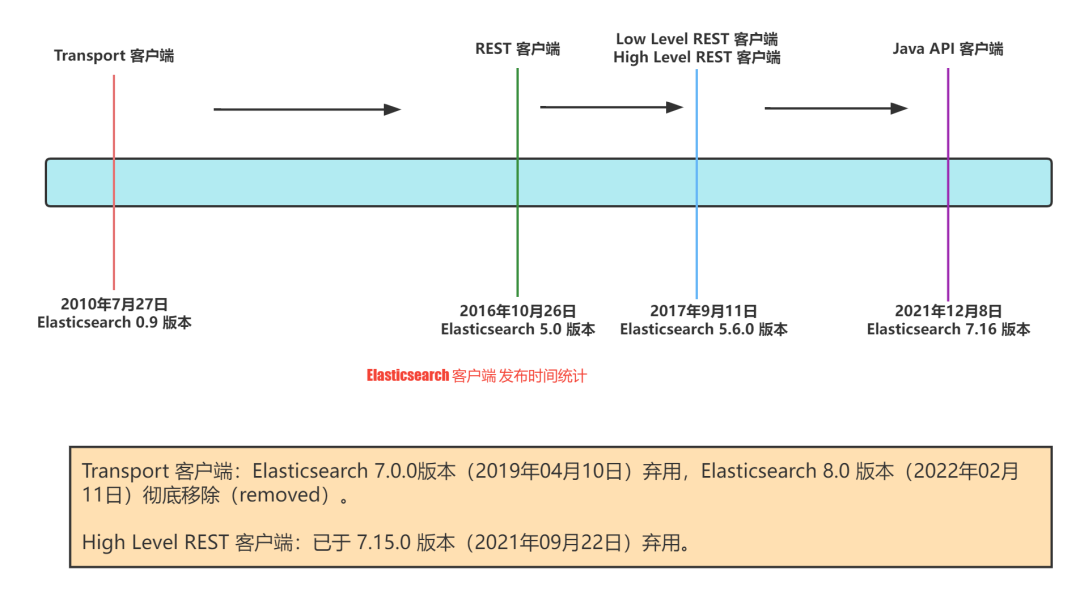 Transport 客户端
REST 客户端
Low Level REST 客户端
High Level REST 客户端
Java API 客户端
2010年7月27日
Elasticsearch 0.9 版本
2016年10月26日
Elasticsearch 5.0 版本
2017年9月11日
Elasticsearch 5.6.0 版本
2021年12月8日
Elasticsearch 7.16 版本
Elasticsearch 客户端 发布时间统计
Transport 客户端：Elasticsearch 7.0.0版本（2019年04月10日）弃用，Elasticsearch 8.0 版本（2022年02月
11日）彻底移除（removed）。
High Level REST 客户端：已于 7.15.0 版本（2021年09月22日）弃用。